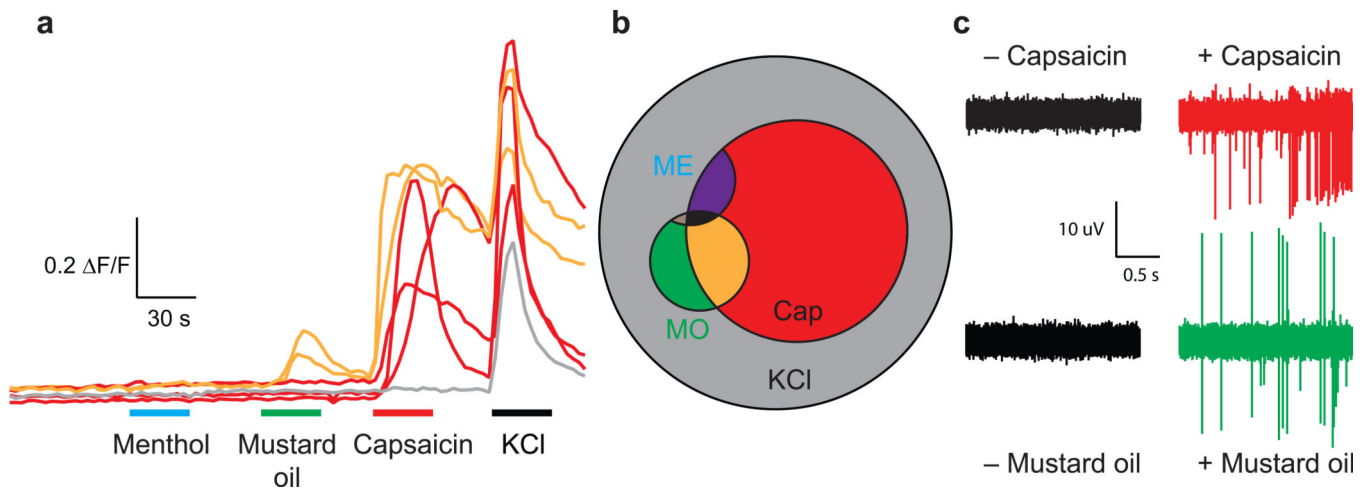 a
0.2 ΔF/F
30 s
Menthol
Mustard
oil
Capsaicin
KCl
b
ME
MO
Cap
KCl
c
– Capsaicin
+ Capsaicin
10 uV
0.5 s
– Mustard oil
+ Mustard oil